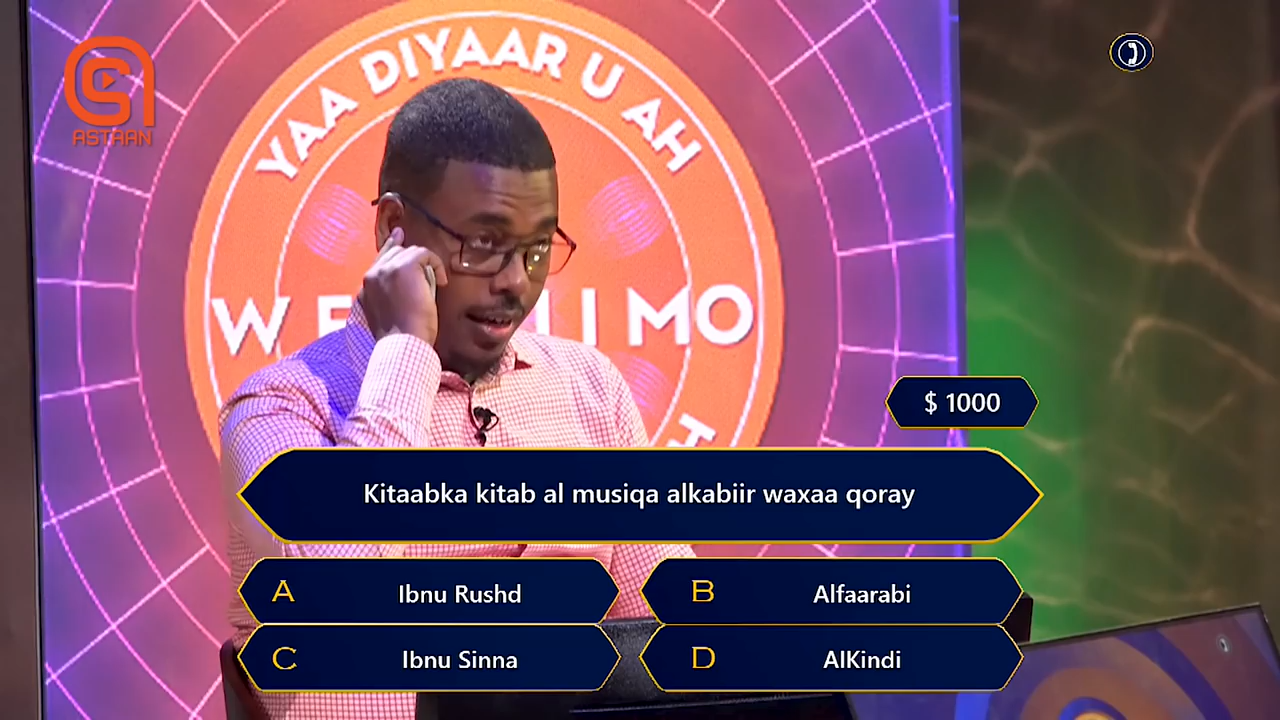 ASTAAN
YAA DIYAAR U AH
MO
$ 1000
Kitaabka kitab al musiqa alkabiir waxaa qoray
A Ibnu Rushd
B Alfaarabi
C Ibnu Sinna
D AlKindi